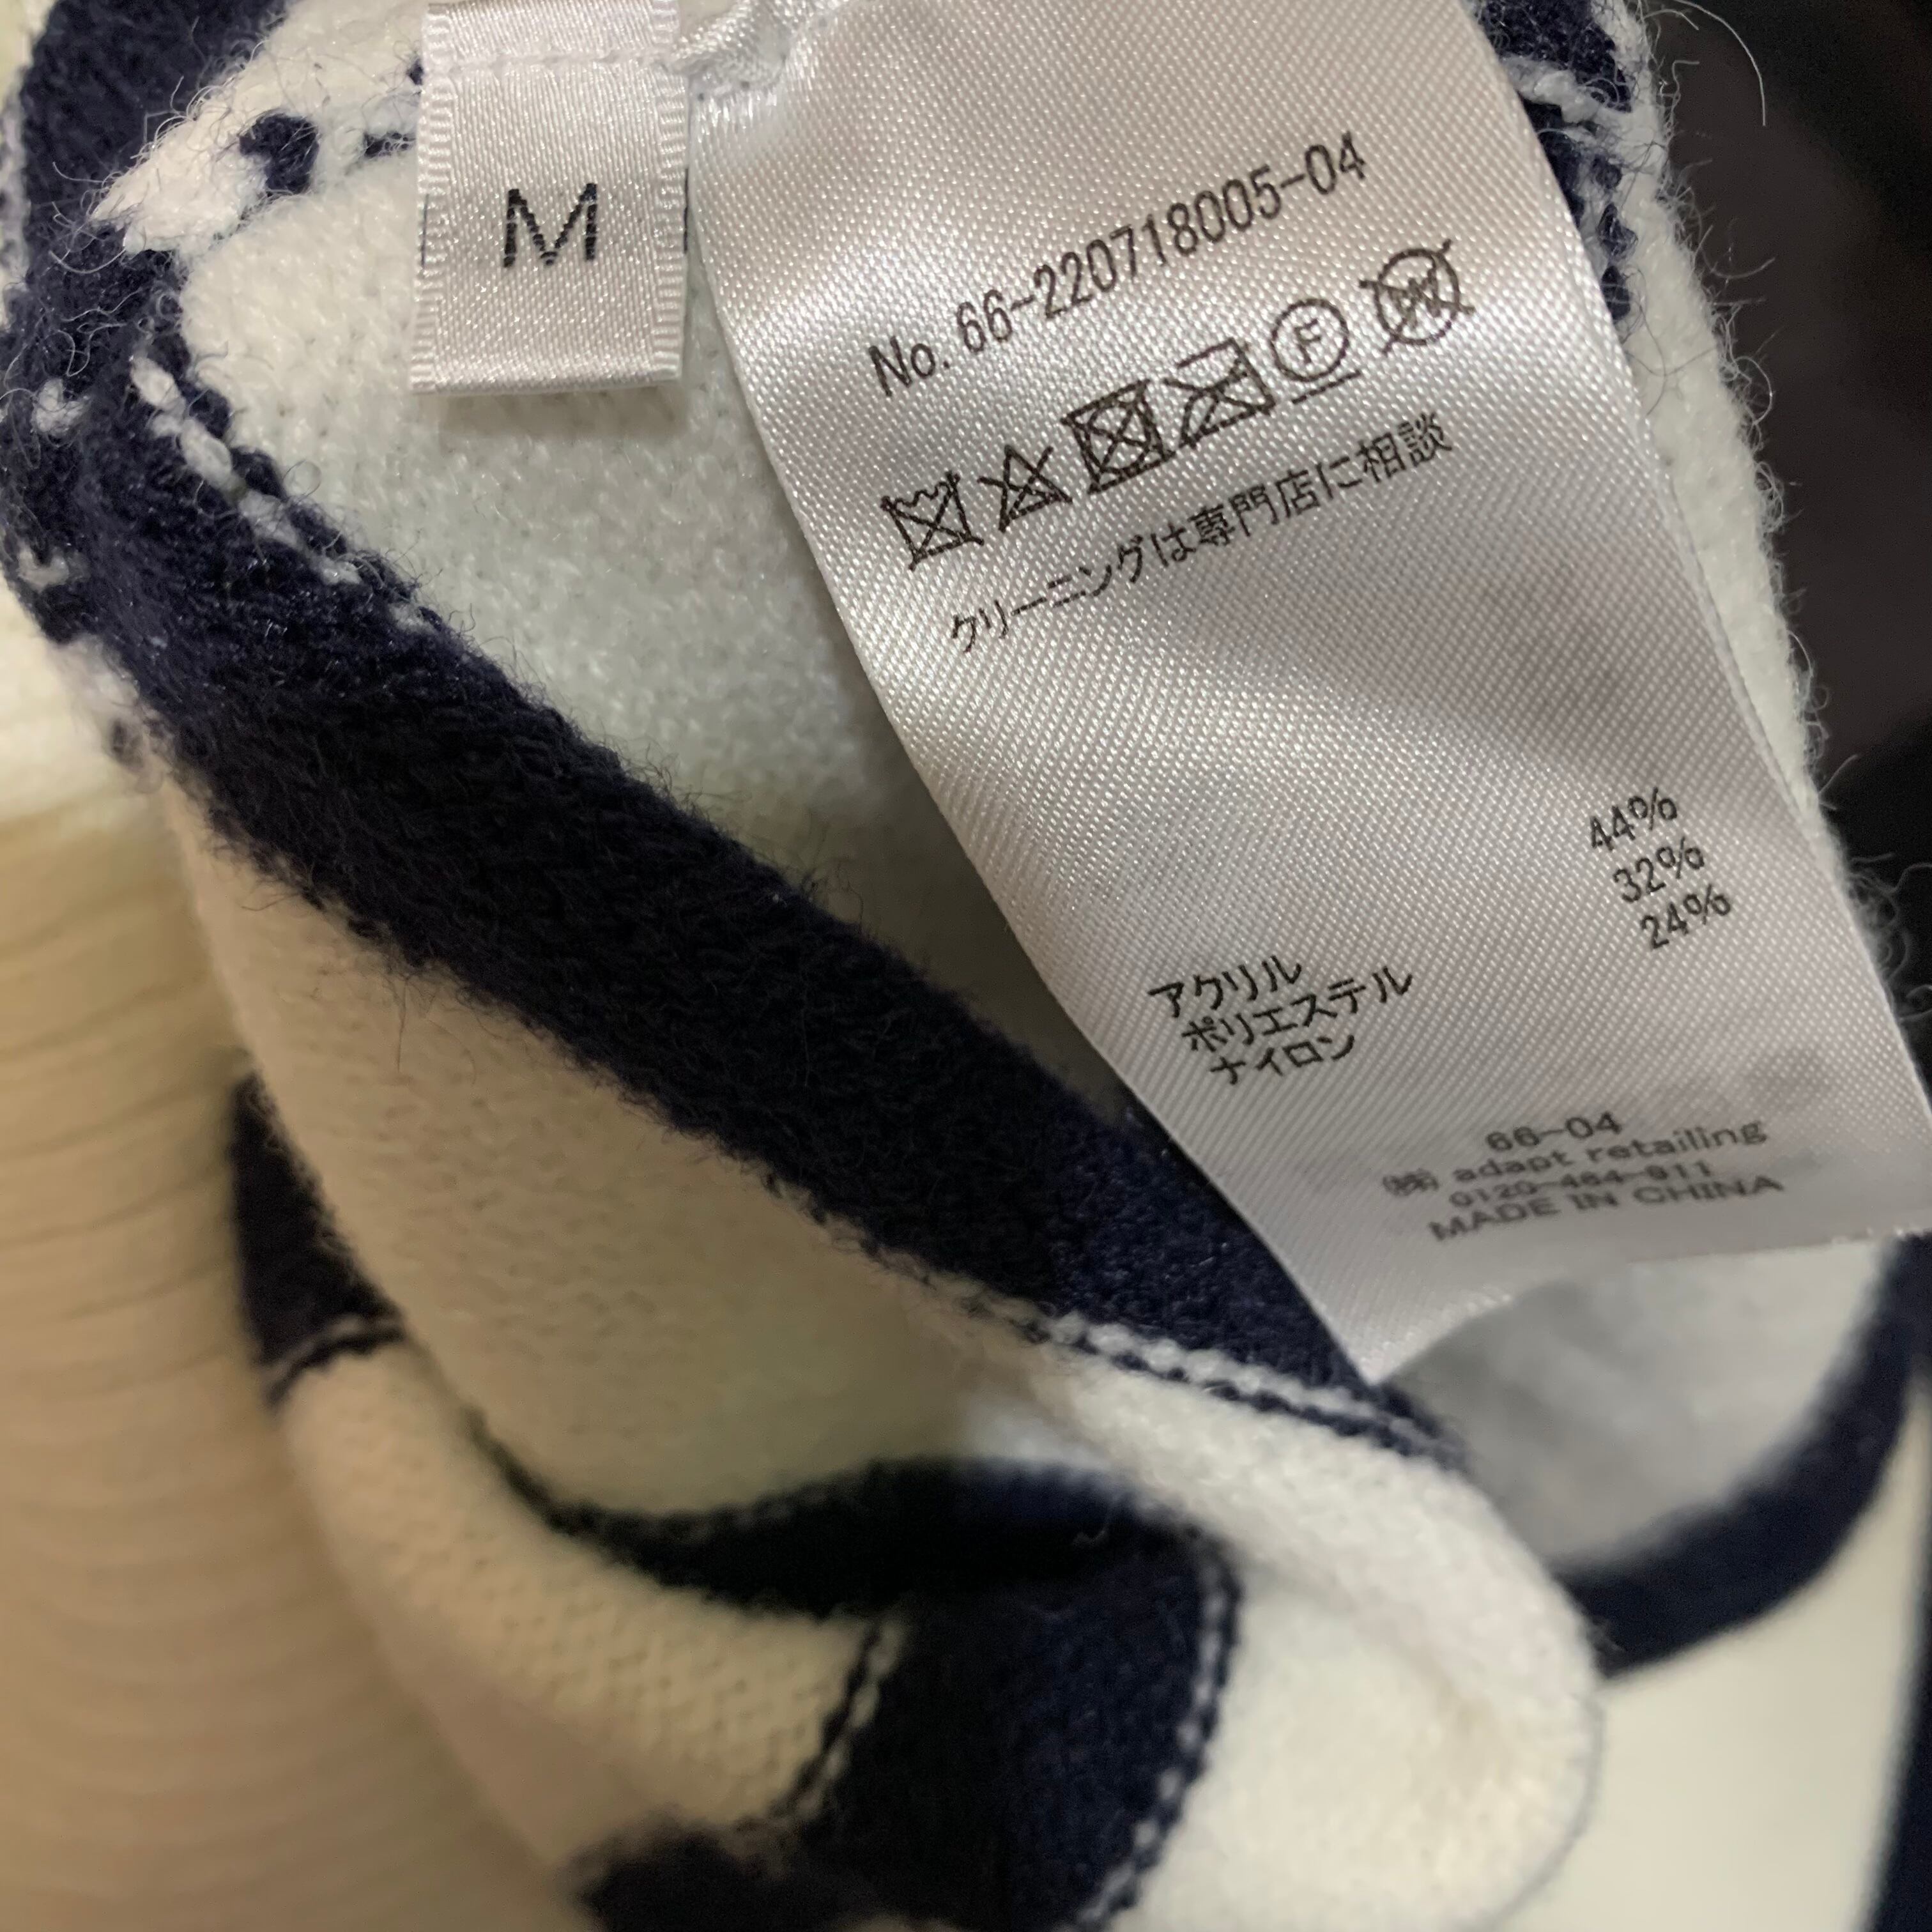 M
No. 66-220718005-04
F
W
クリーニングは専門店に相談
アクリル 44%
ポリエステル 32%
ナイロン 24%
66-04
㈱ adapt retailing
0120-484-911
MADE IN CHINA